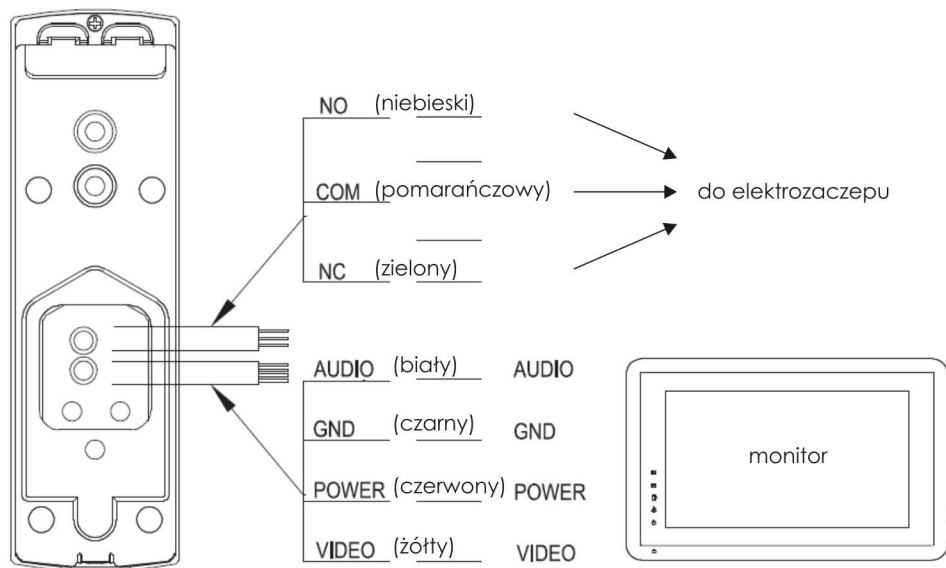 NO (niebieski)
COM (pomarańczowy)
do elektrozaczepu
NC (zielony)
AUDIO (biały) AUDIO
GND (czarny) GND
monitor
POWER (czerwony) POWER
VIDEO (żółty) VIDEO